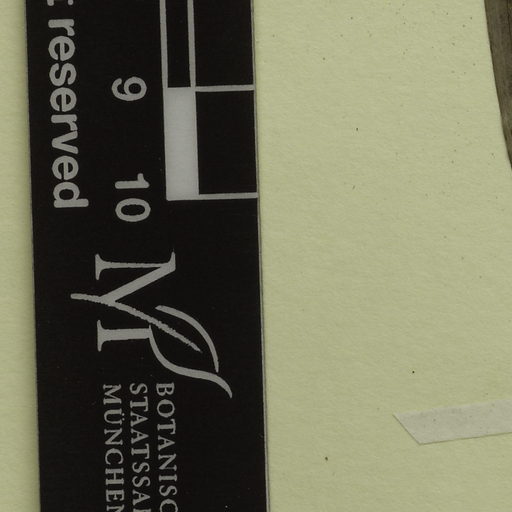 reserved
9
10
M
BOTANISC
STAATSSA
MÜNCHEN